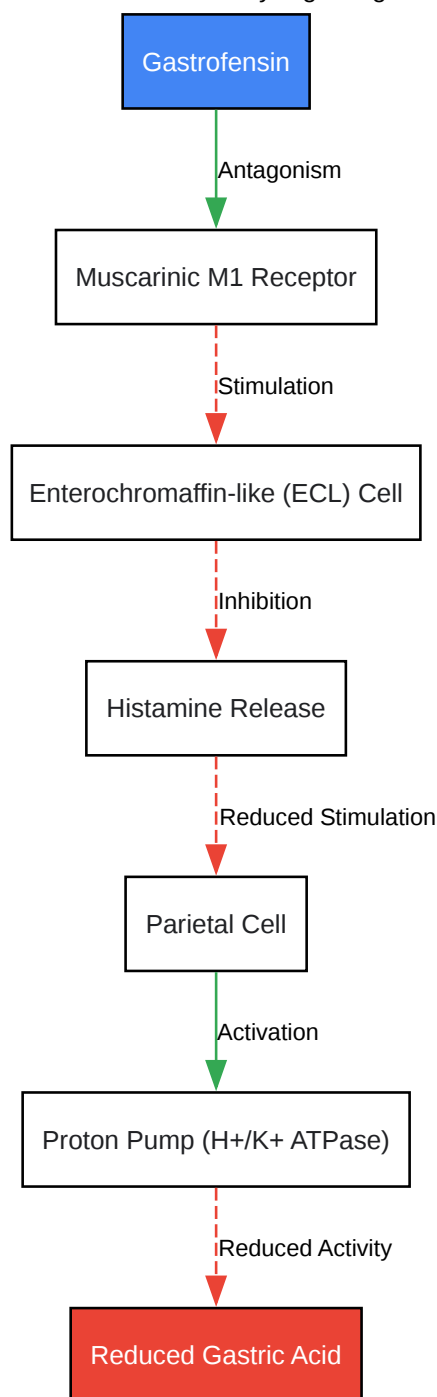 Gastrofensin
Antagonism
Muscarinic M1 Receptor
Stimulation
Enterochromaffin-like (ECL) Cell
Inhibition
Histamine Release
Reduced Stimulation
Parietal Cell
Activation
Proton Pump (H+/K+ ATPase)
Reduced Activity
Reduced Gastric Acid